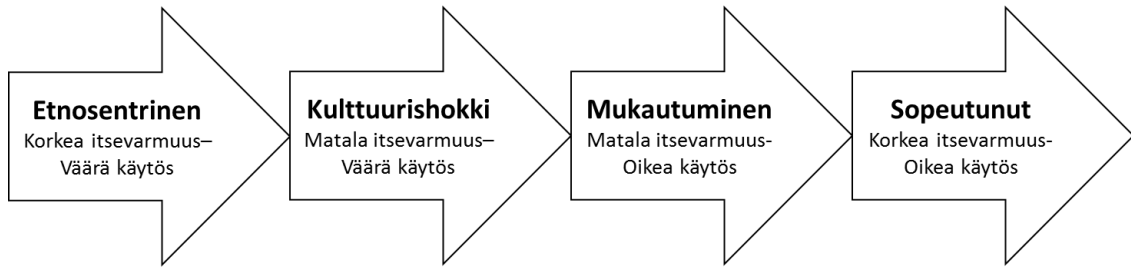 Etnosentrinen
Korkea itsevarmuus–
Väärä käytös
Kulttuurishokki
Matala itsevarmuus–
Väärä käytös
Mukautuminen
Matala itsevarmuus-
Oikea käytös
Sopeutunut
Korkea itsevarmuus-
Oikea käytös